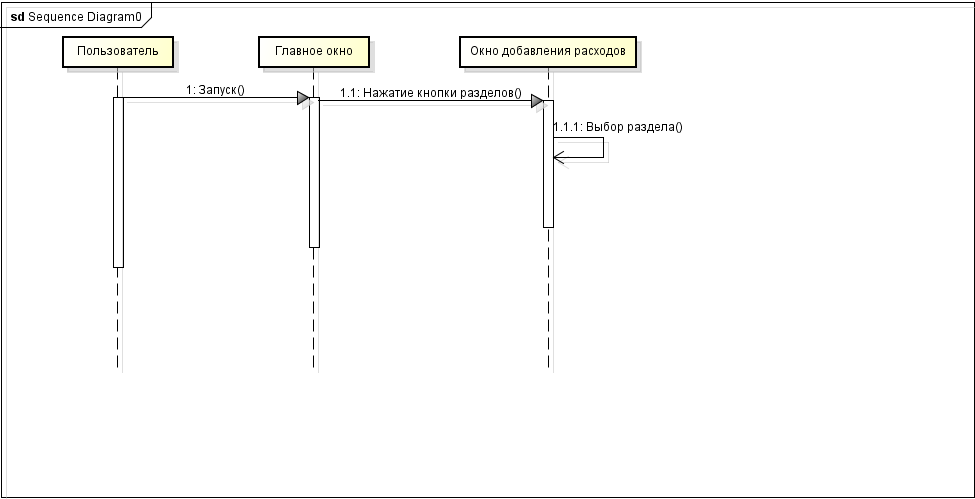 sd Sequence Diagram0
Пользователь
Главное окно
Окно добавления расходов
1: Запуск()
1.1: Нажатие кнопки разделов()
1.1.1: Выбор раздела()